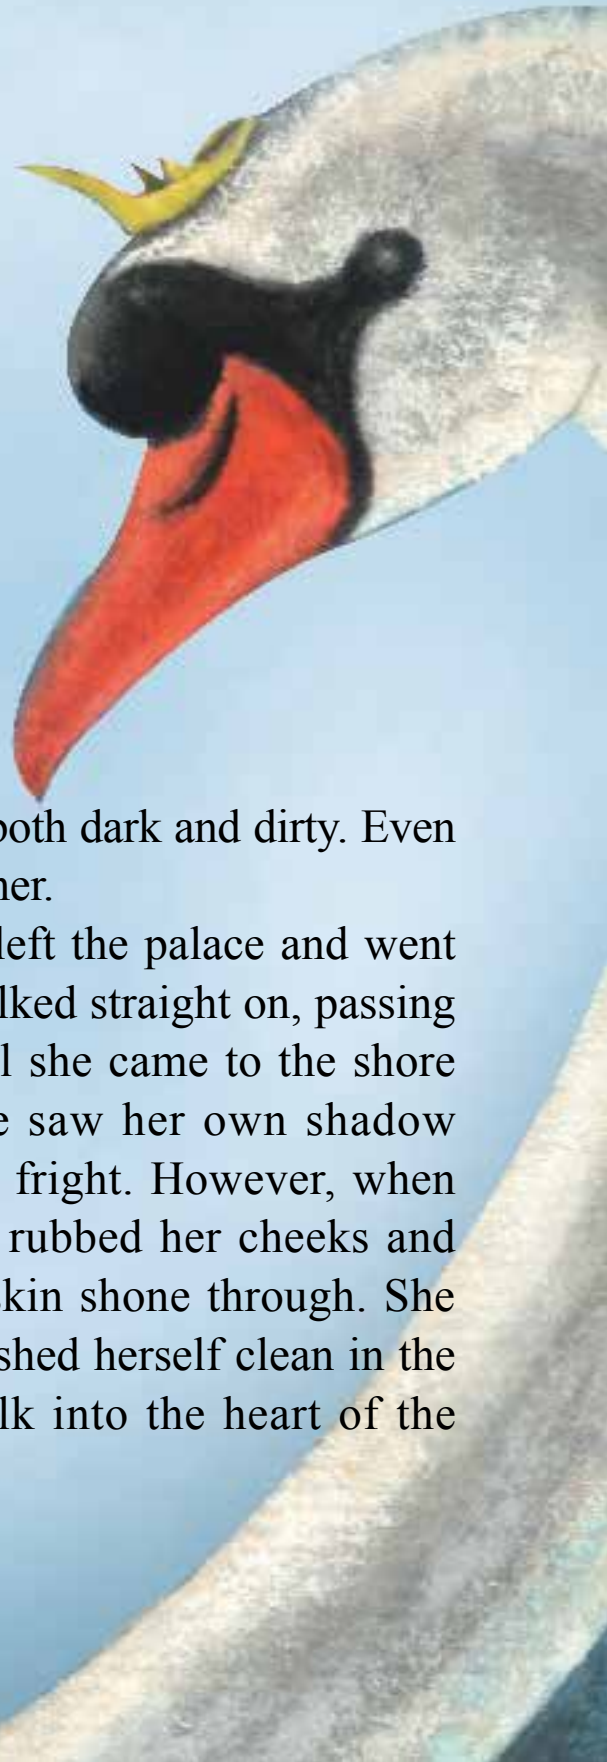 both dark and dirty. Even
her.
left the palace and went
lked straight on, passing
l she came to the shore
e saw her own shadow
fright. However, when
rubbed her cheeks and
skin shone through. She
shed herself clean in the
lk into the heart of the